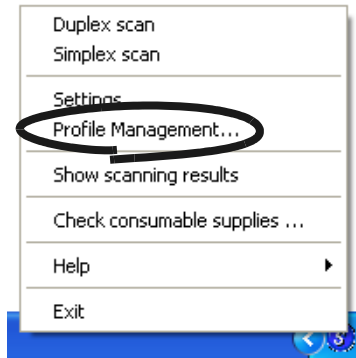 Duplex scan
Simplex scan
Settings
Profile Management...
Show scanning results
Check consumable supplies ...
Help
Exit
S